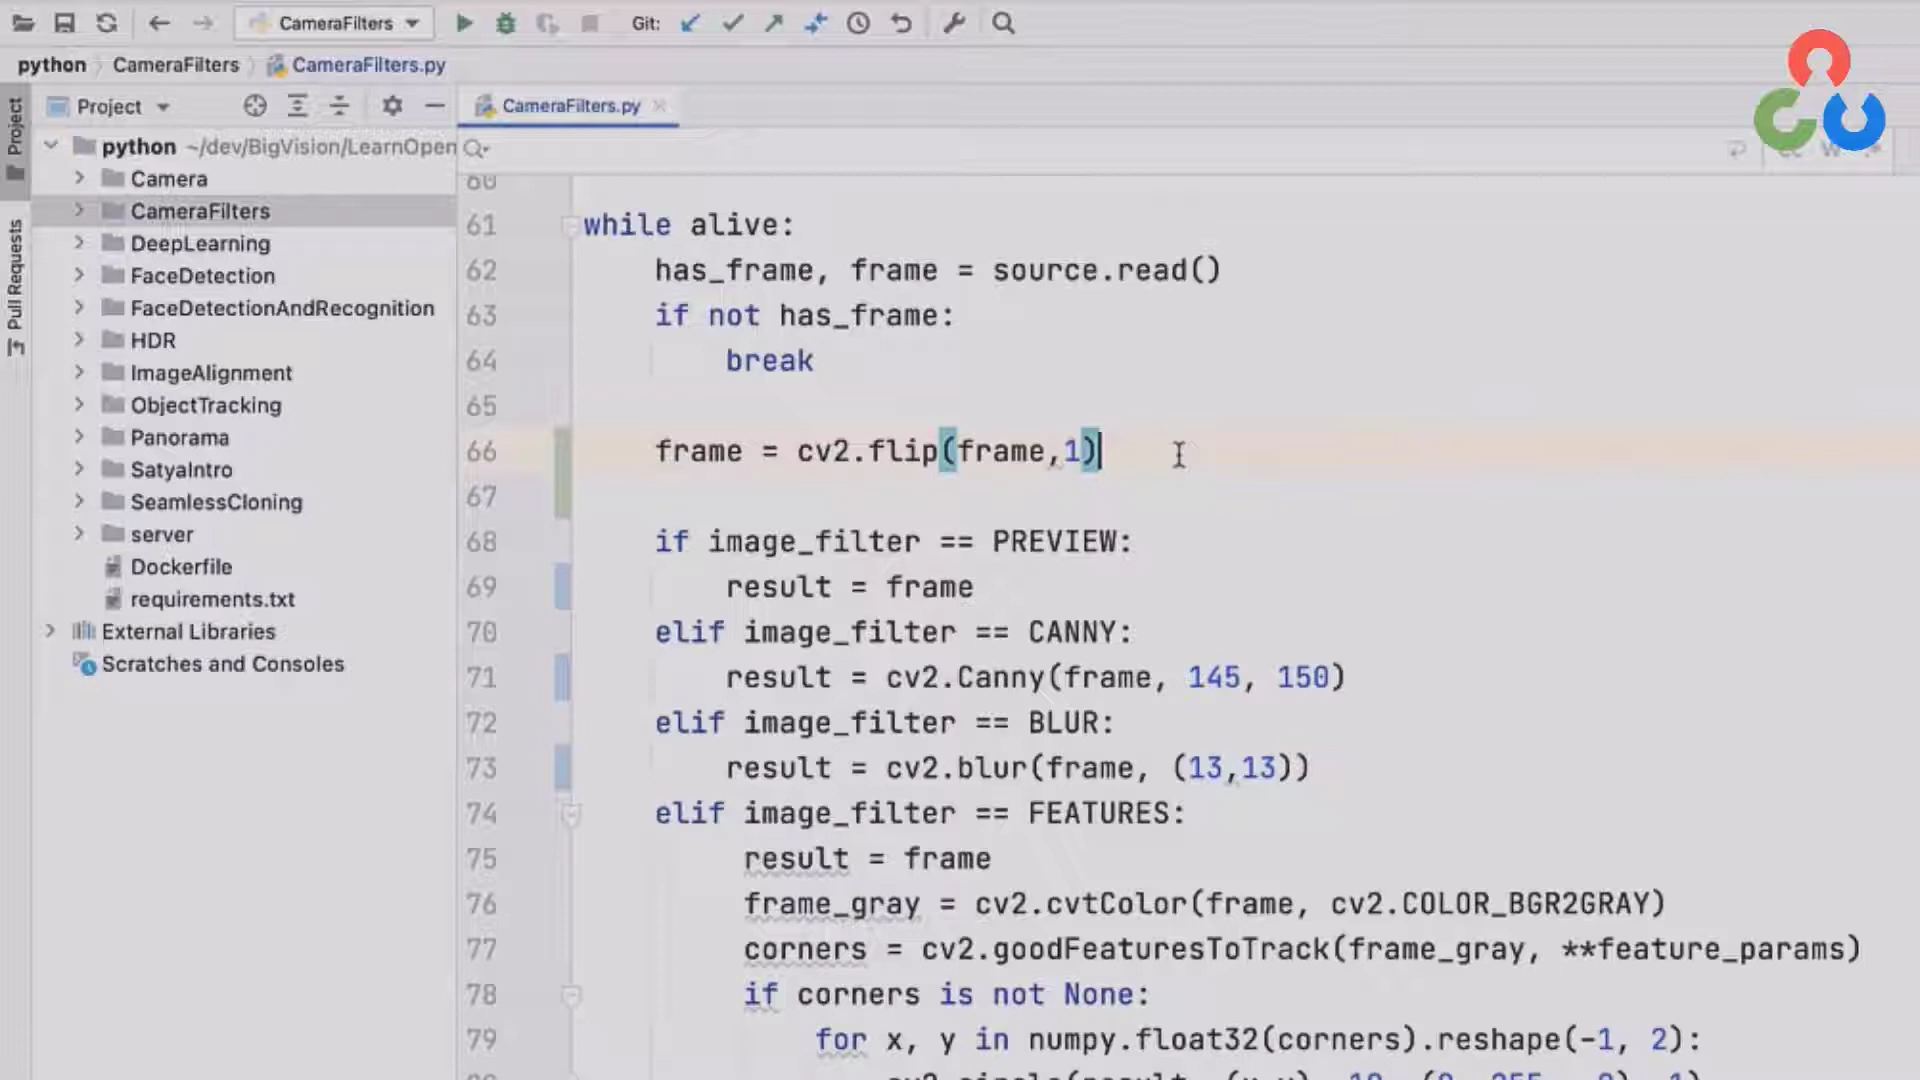 CameraFilters
Git:
python CameraFilters CameraFilters.py
Project
Pull Requests
Project
CameraFilters.py
python ~/dev/BigVision/LearnOpen
Camera
CameraFilters
DeepLearning
FaceDetection
FaceDetectionAndRecognition
HDR
ImageAlignment
ObjectTracking
Panorama
SatyaIntro
SeamlessCloning
server
Dockerfile
requirements.txt
External Libraries
Scratches and Consoles
60
61 while alive:
62 has_frame, frame = source.read()
63 if not has_frame:
64 break
65
66 frame = cv2.flip(frame,1)
67
68 if image_filter == PREVIEW:
69 result = frame
70 elif image_filter == CANNY:
71 result = cv2.Canny(frame, 145, 150)
72 elif image_filter == BLUR:
73 result = cv2.blur(frame, (13,13))
74 elif image_filter == FEATURES:
75 result = frame
76 frame_gray = cv2.cvtColor(frame, cv2.COLOR_BGR2GRAY)
77 corners = cv2.goodFeaturesToTrack(frame_gray, **feature_params)
78 if corners is not None:
79 for x, y in numpy.float32(corners).reshape(-1, 2):